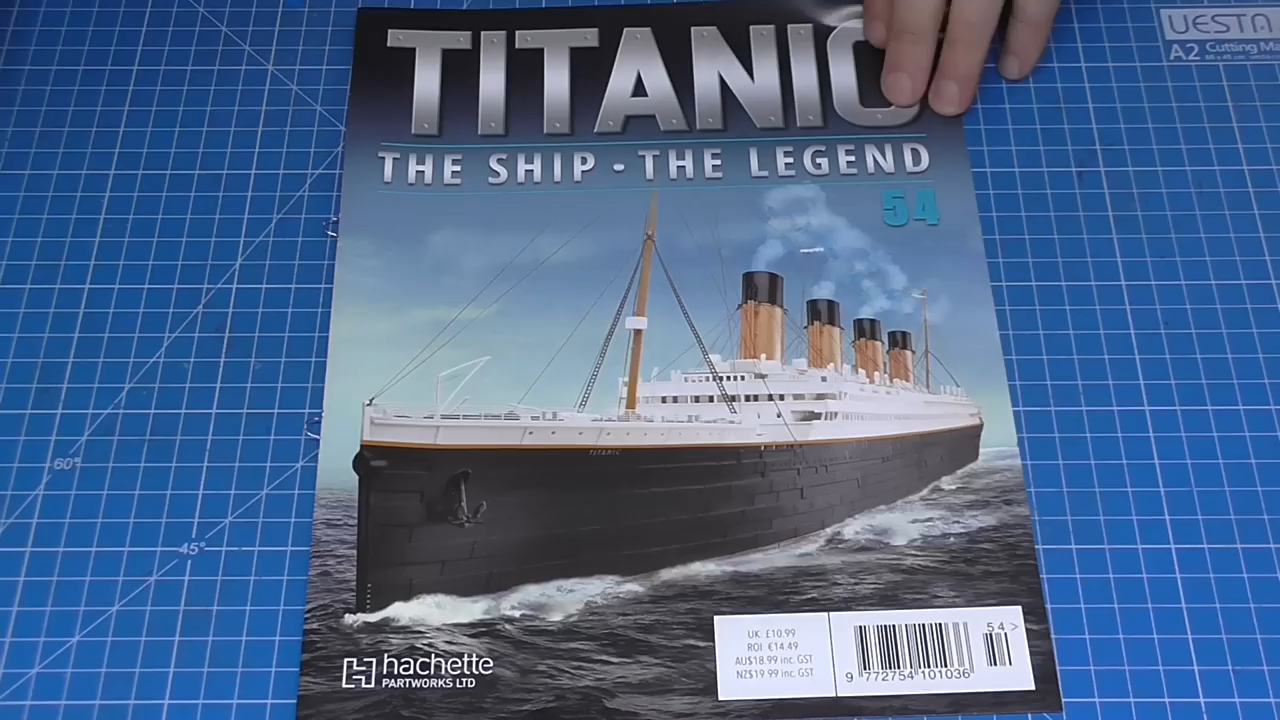 TITANIC
THE SHIP · THE LEGEND
54
VESTA
A2 Cutting Ma
60°
45°
TITANIC
hachette
PARTWORKS LTD
UK £10.99
ROI €14.49
AU$18.99 inc. GST
NZ$19.99 inc. GST
54>
9 772754 101036